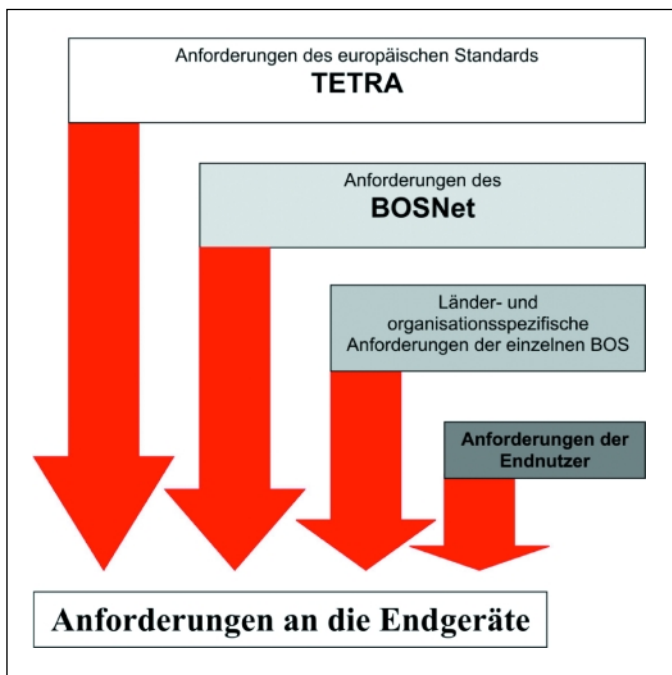 Anforderungen des europäischen Standards
TETRA
Anforderungen des
BOSNet
Länder- und
organisationsspezifische
Anforderungen der einzelnen BOS
Anforderungen der
Endnutzer
Anforderungen an die Endgeräte